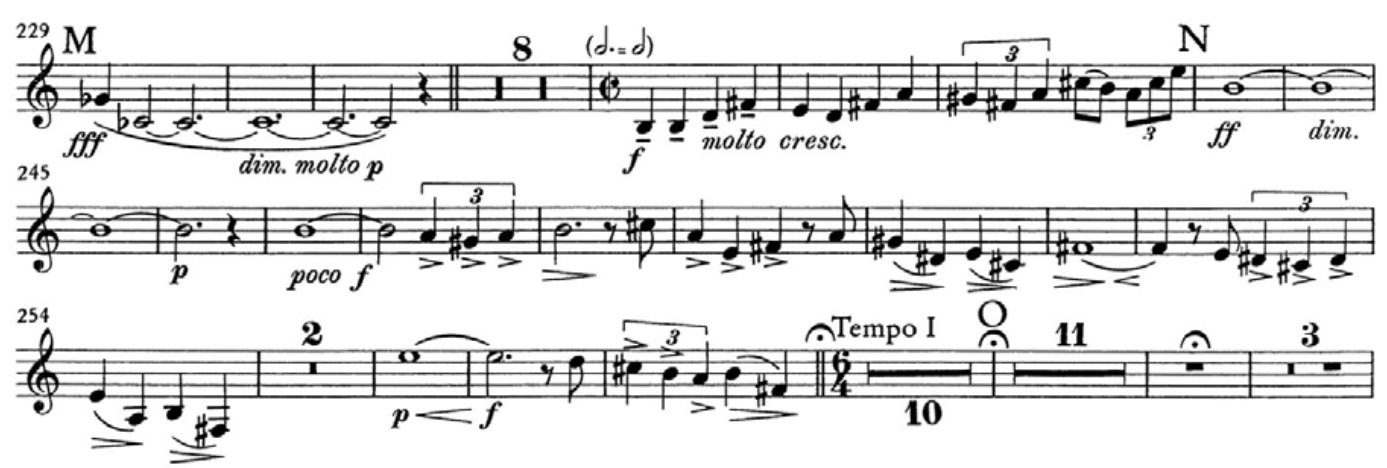 229 M 8 (𝅗𝅥. = 𝅗𝅥) 3 N
fff dim. molto p f molto cresc. 3 ff dim.
245 3 3
p poco f
254 2 3 Tempo I O 11 3
p f 6 4 10